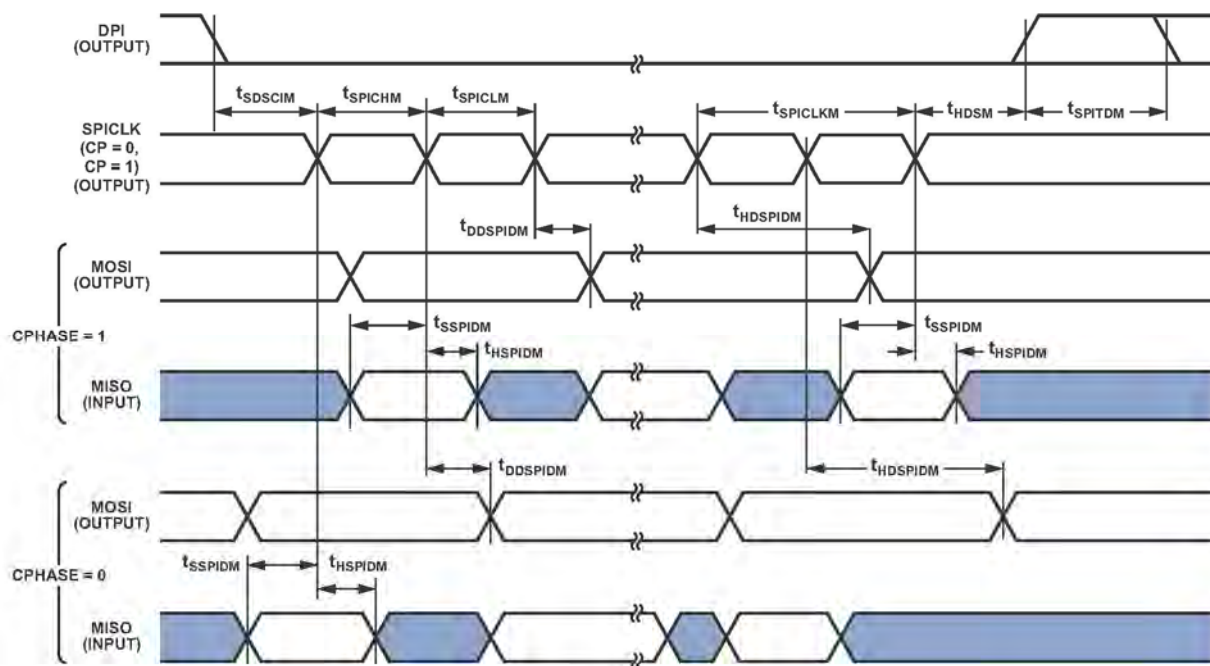 DPI
(OUTPUT)
tSDSCIM
tSPICHM
tSPICLM
tSPICLKM
tHDSM
tSPITDM
SPICLK
(CP = 0,
CP = 1)
(OUTPUT)
tDDSPIDM
tHDSPIDM
MOSI
(OUTPUT)
CPHASE = 1
tSSPIDM
tSSPIDM
tHSPIDM
tHSPIDM
MISO
(INPUT)
tDDSPIDM
tHDSPIDM
MOSI
(OUTPUT)
CPHASE = 0
tSSPIDM
tHSPIDM
MISO
(INPUT)